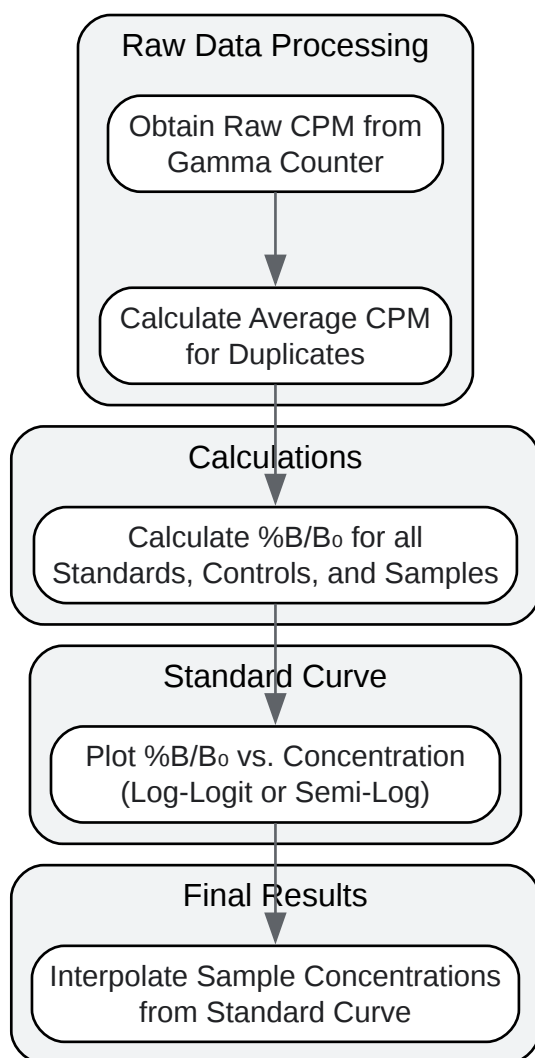 Raw Data Processing
Obtain Raw CPM from
Gamma Counter
Calculate Average CPM
for Duplicates
Calculations
Calculate %B/B₀ for all
Standards, Controls, and Samples
Standard Curve
Plot %B/B₀ vs. Concentration
(Log-Logit or Semi-Log)
Final Results
Interpolate Sample Concentrations
from Standard Curve